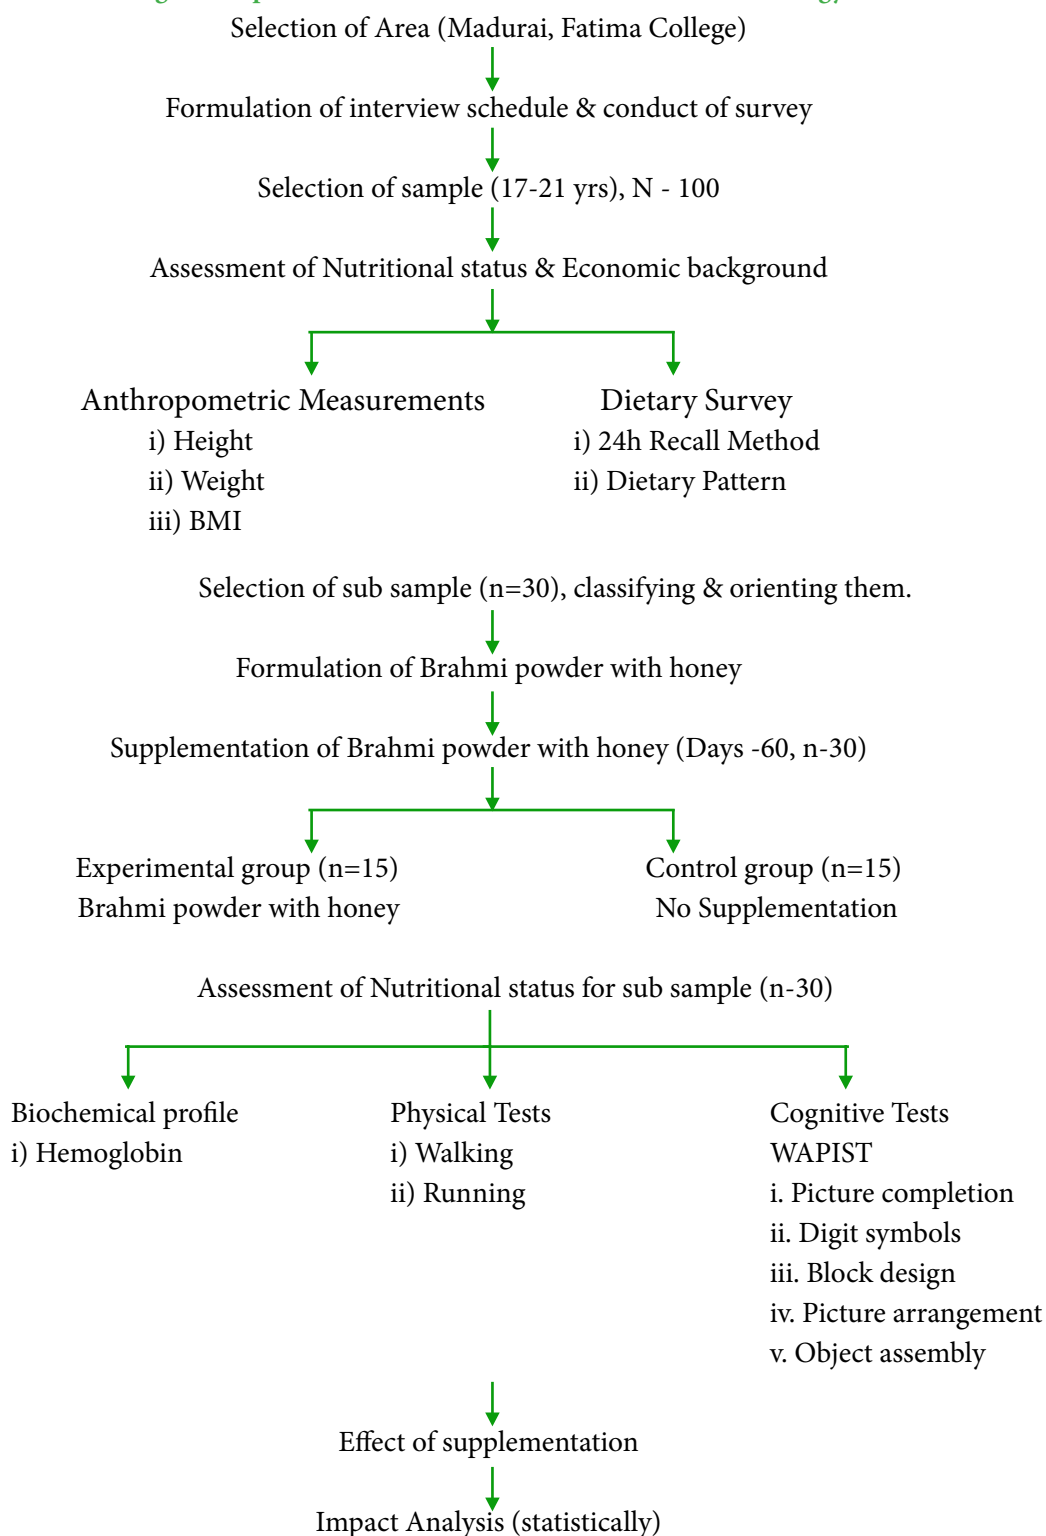 Selection of Area (Madurai, Fatima College)
Formulation of interview schedule & conduct of survey
Selection of sample (17-21 yrs), N - 100
Assessment of Nutritional status & Economic background
Anthropometric Measurements
i) Height
ii) Weight
iii) BMI
Dietary Survey
i) 24h Recall Method
ii) Dietary Pattern
Selection of sub sample (n=30), classifying & orienting them.
Formulation of Brahmi powder with honey
Supplementation of Brahmi powder with honey (Days -60, n-30)
Experimental group (n=15)
Brahmi powder with honey
Control group (n=15)
No Supplementation
Assessment of Nutritional status for sub sample (n-30)
Biochemical profile
i) Hemoglobin
Physical Tests
i) Walking
ii) Running
Cognitive Tests
WAPIST
i. Picture completion
ii. Digit symbols
iii. Block design
iv. Picture arrangement
v. Object assembly
Effect of supplementation
Impact Analysis (statistically)